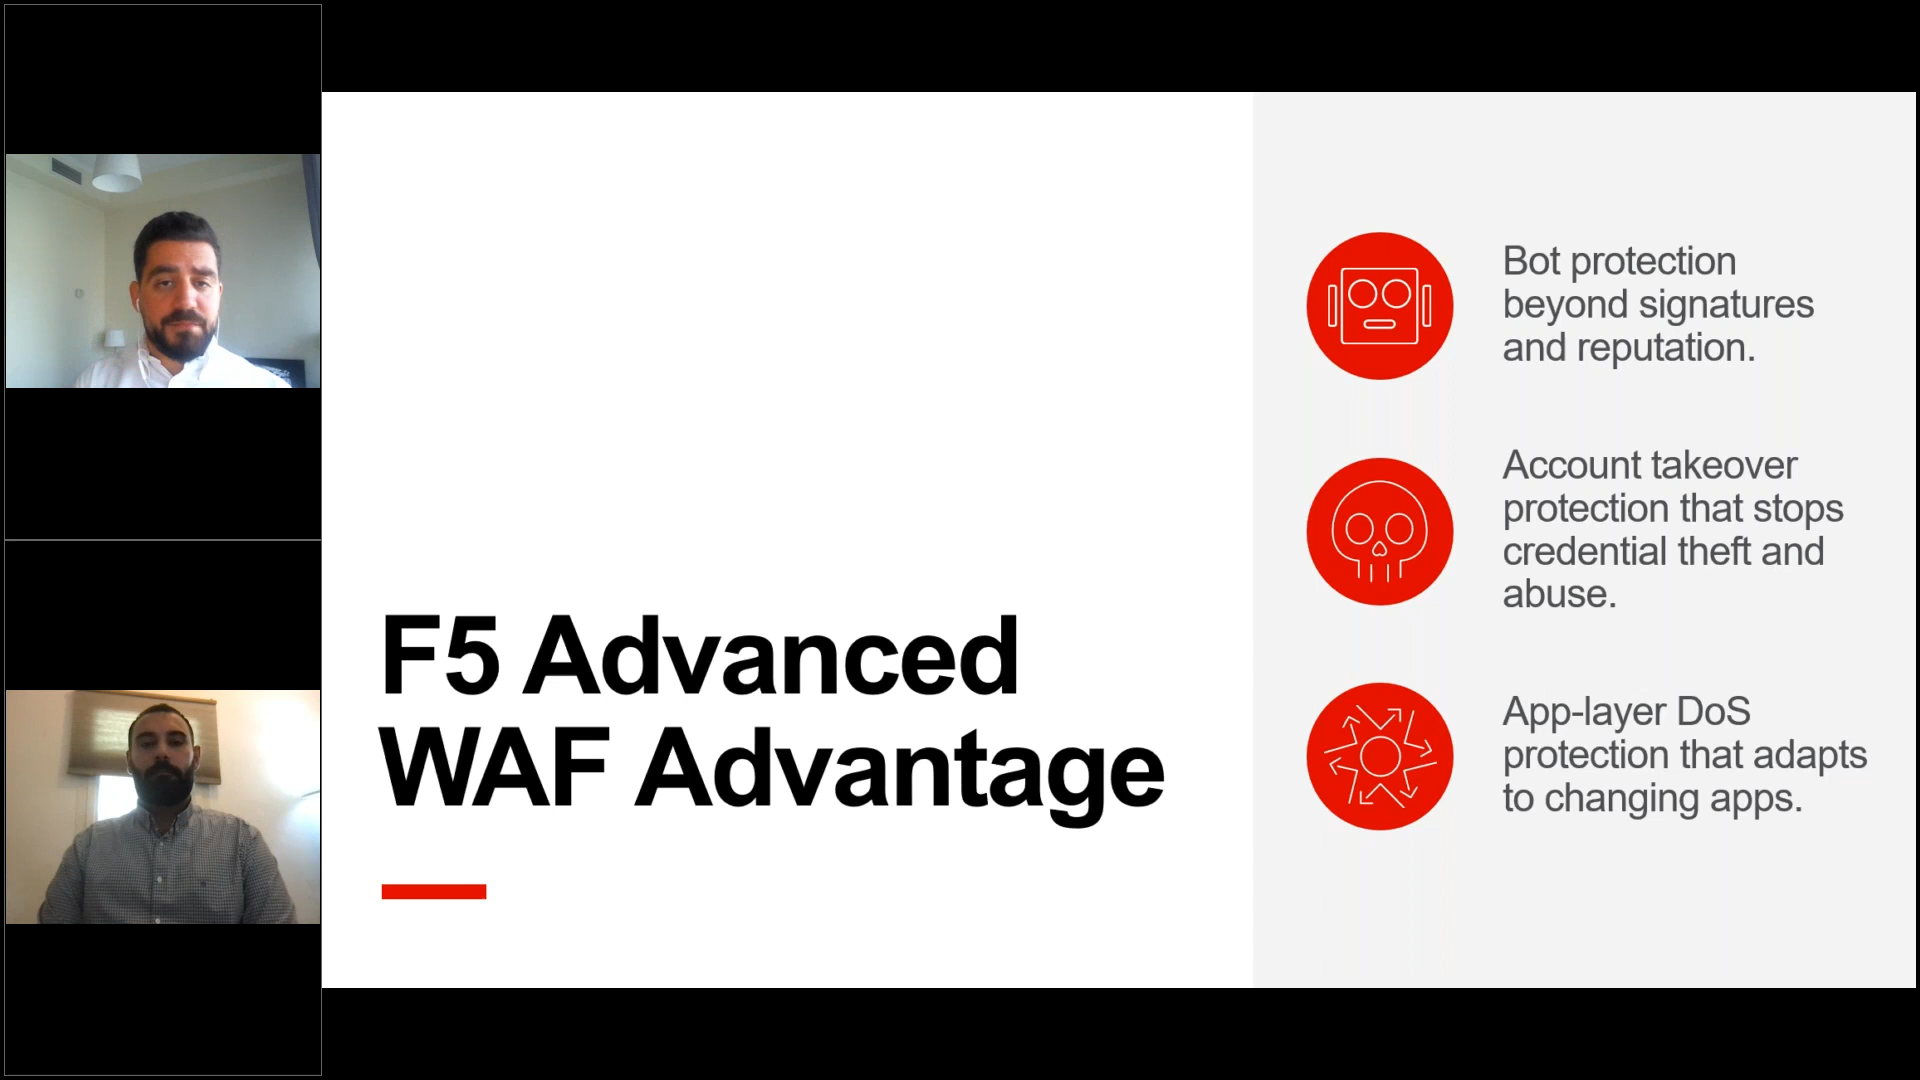 F5 Advanced
WAF Advantage
Bot protection
beyond signatures
and reputation.
Account takeover
protection that stops
credential theft and
abuse.
App-layer DoS
protection that adapts
to changing apps.